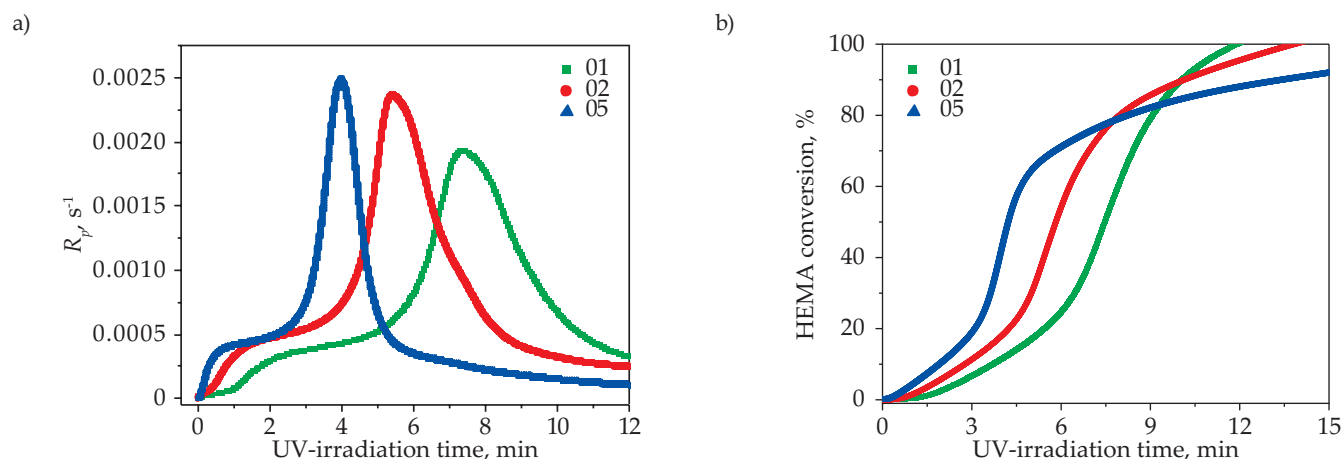 a)
R_p, s⁻¹
0.0025
0.0020
0.0015
0.0010
0.0005
0
01
02
05
0 2 4 6 8 10 12
UV-irradiation time, min
b)
HEMA conversion, %
100
80
60
40
20
0
01
02
05
0 3 6 9 12 15
UV-irradiation time, min